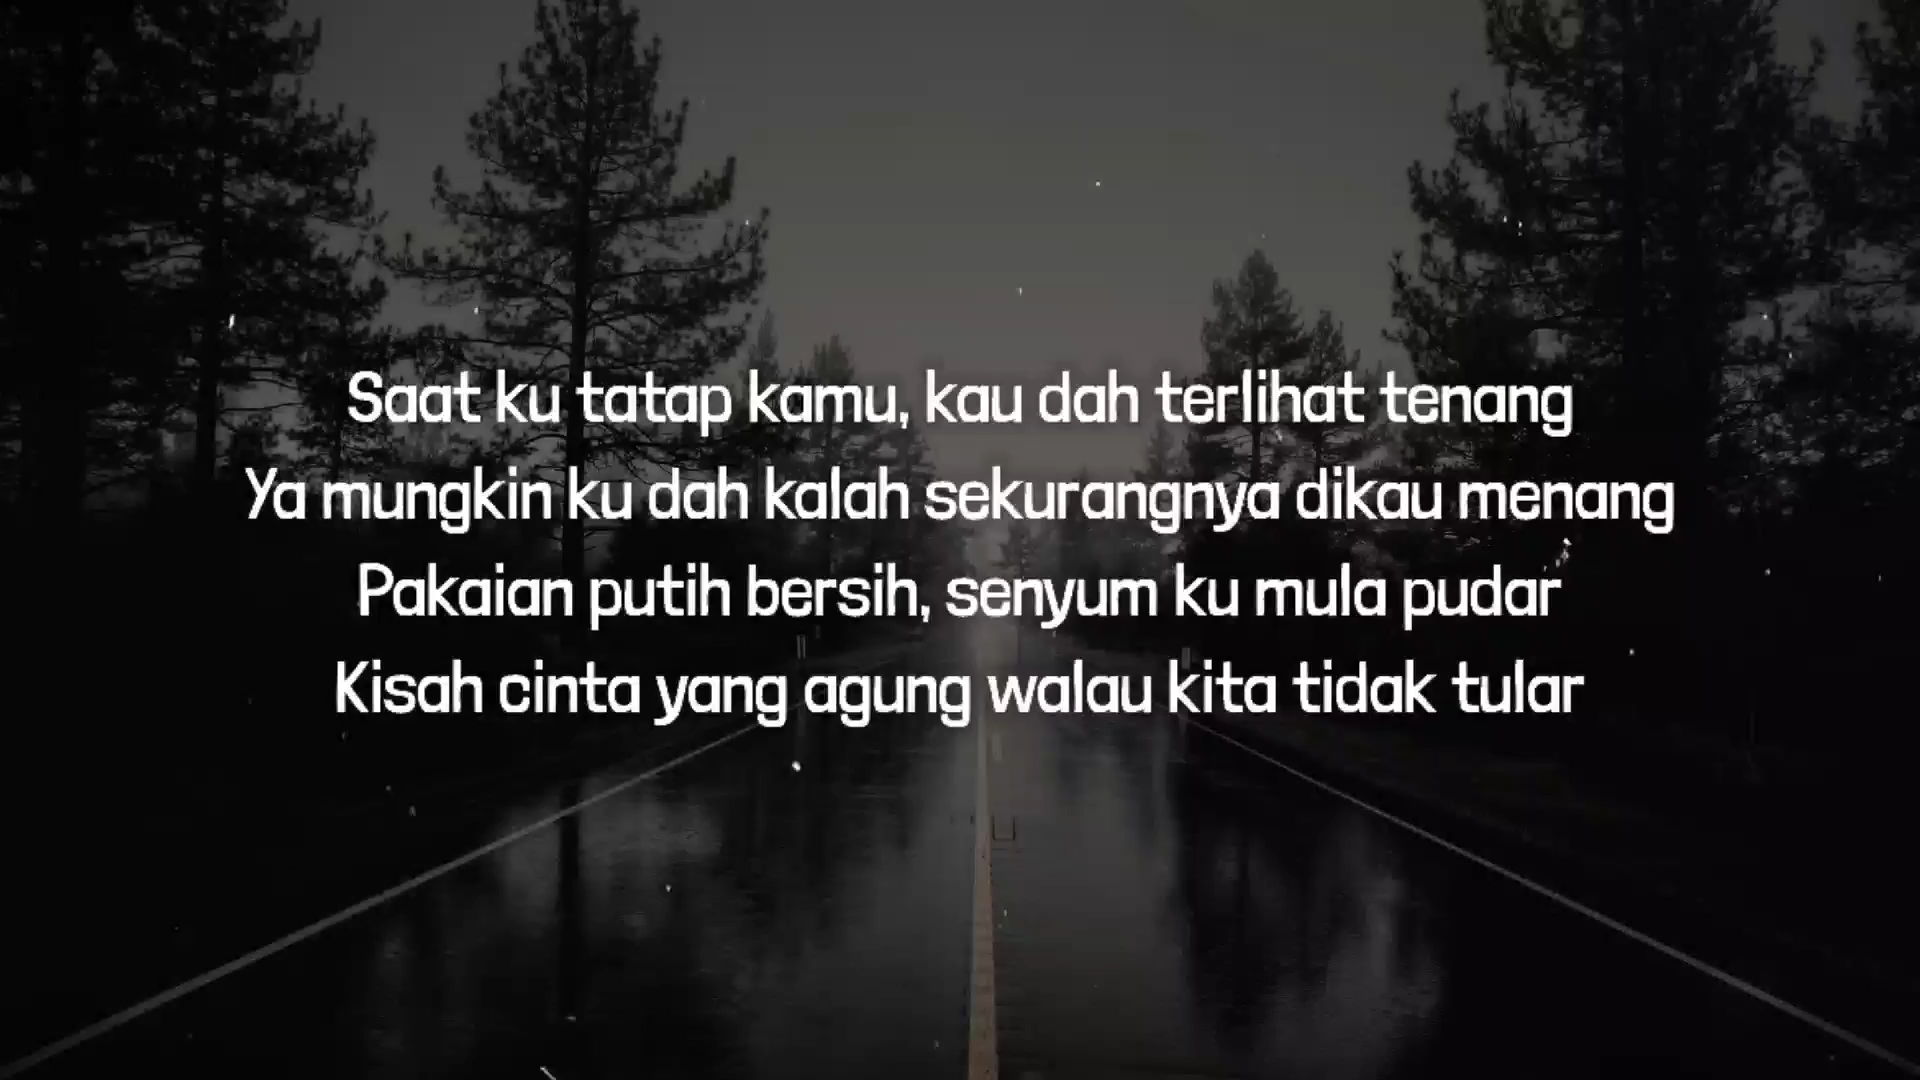 Saat ku tatap kamu, kau dah terlihat tenang
Ya mungkin ku dah kalah sekurangnya dikau menang
Pakaian putih bersih, senyum ku mula pudar
Kisah cinta yang agung walau kita tidak tular